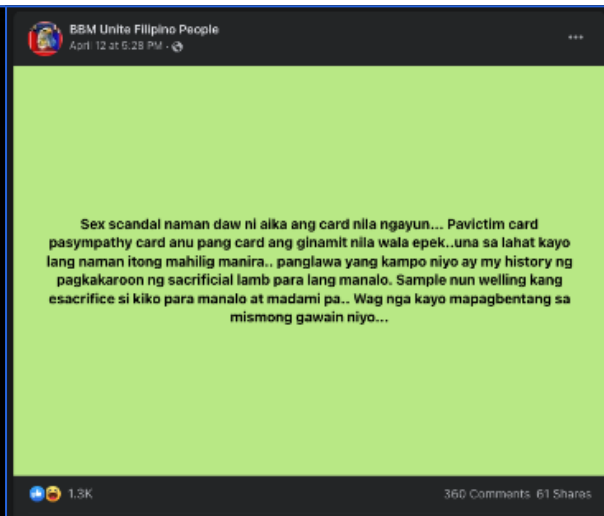 BBM Unite Filipino People
April 12 at 5:28 PM ·
Sex scandal naman daw ni aika ang card nila ngayun... Pavictim card
pasympathy card anu pang card ang ginamit nila wala epek..una sa lahat kayo
lang naman itong mahilig manira.. panglawa yang kampo niyo ay my history ng
pagkakaroon ng sacrificial lamb para lang manalo. Sample nun welling kang
esacrifice si kiko para manalo at madami pa.. Wag nga kayo mapagbentang sa
mismong gawain niyo...
1.3K
360 Comments 61 Shares